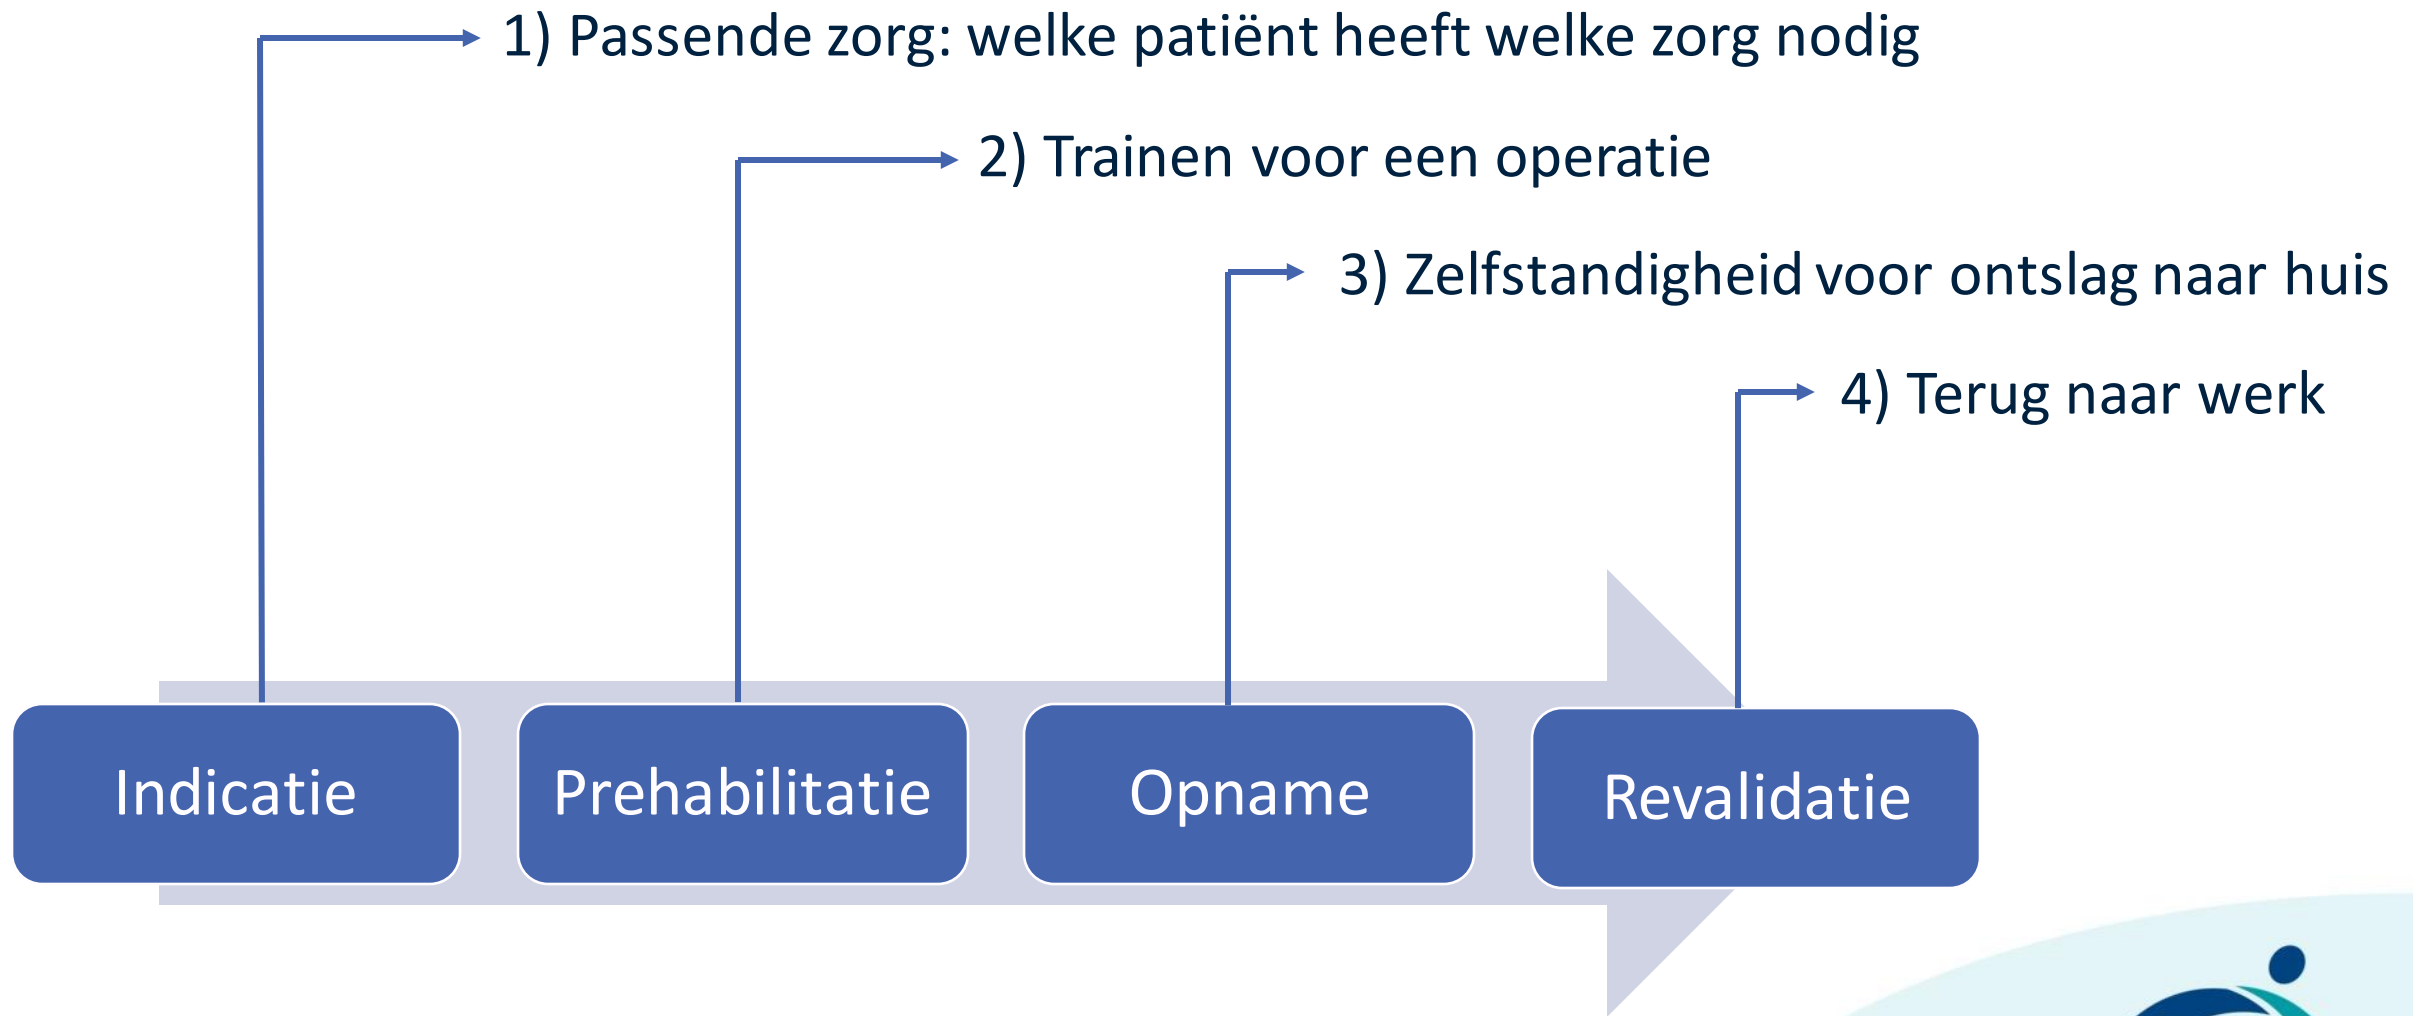 1) Passende zorg: welke patiënt heeft welke zorg nodig
2) Trainen voor een operatie
3) Zelfstandigheid voor ontslag naar huis
4) Terug naar werk
Indicatie
Prehabilitatie
Opname
Revalidatie